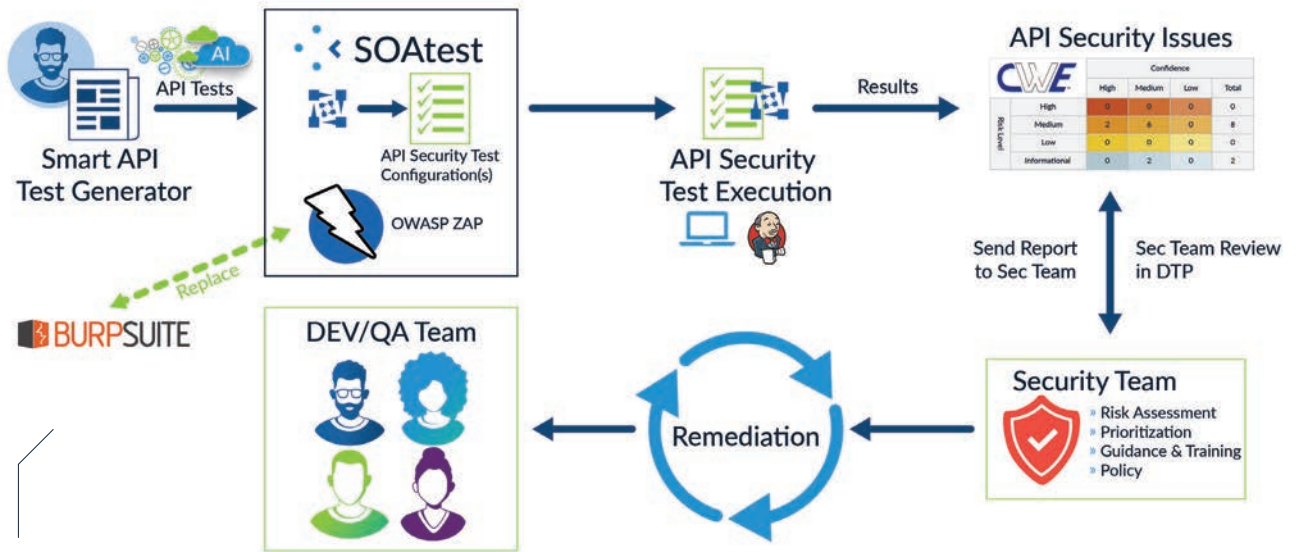 AI
API Tests
Smart API
Test Generator
SOAtest
API Security Test
Configuration(s)
OWASP ZAP
Replace
BURPSUITE
API Security
Test Execution
Results
API Security Issues
CWE
Confidence
High Medium Low Total
Risk Level
High 0 0 0 0
Medium 2 6 0 8
Low 0 0 0 0
Informational 0 2 0 2
Send Report
to Sec Team
Sec Team Review
in DTP
Security Team
» Risk Assessment
» Prioritization
» Guidance & Training
» Policy
Remediation
DEV/QA Team